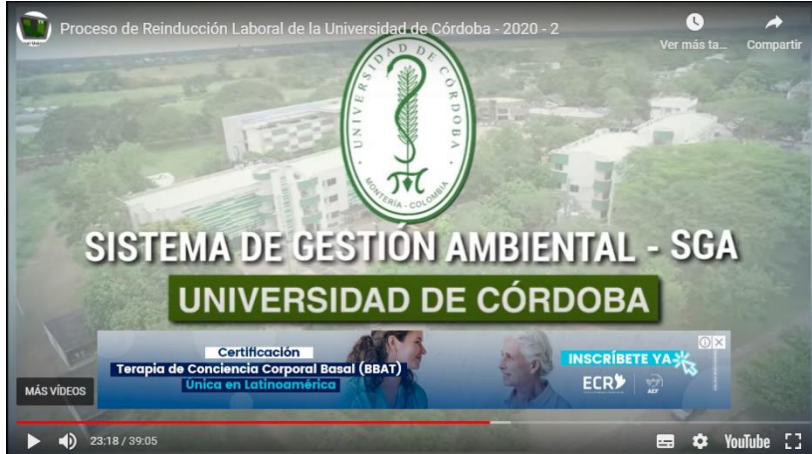 Proceso de Reinducción Laboral de la Universidad de Córdoba - 2020 - 2
Ver más ta...
Compartir
UNIVERSIDAD DE CÓRDOBA
MONTERÍA - COLOMBIA
SISTEMA DE GESTIÓN AMBIENTAL - SGA
UNIVERSIDAD DE CÓRDOBA
Certificación
Terapia de Conciencia Corporal Basal (BBAT)
Única en Latinoamérica
INSCRÍBETE YA
ECR
ACF
MÁS VÍDEOS
23:18 / 39:05
YouTube